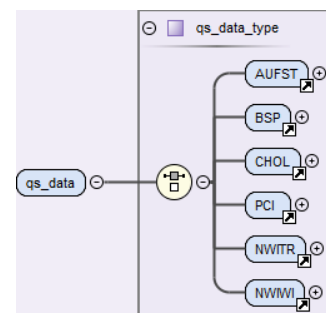 qs_data_type
AUFST
BSP
CHOL
qs_data
PCI
NWITR
NWIWI